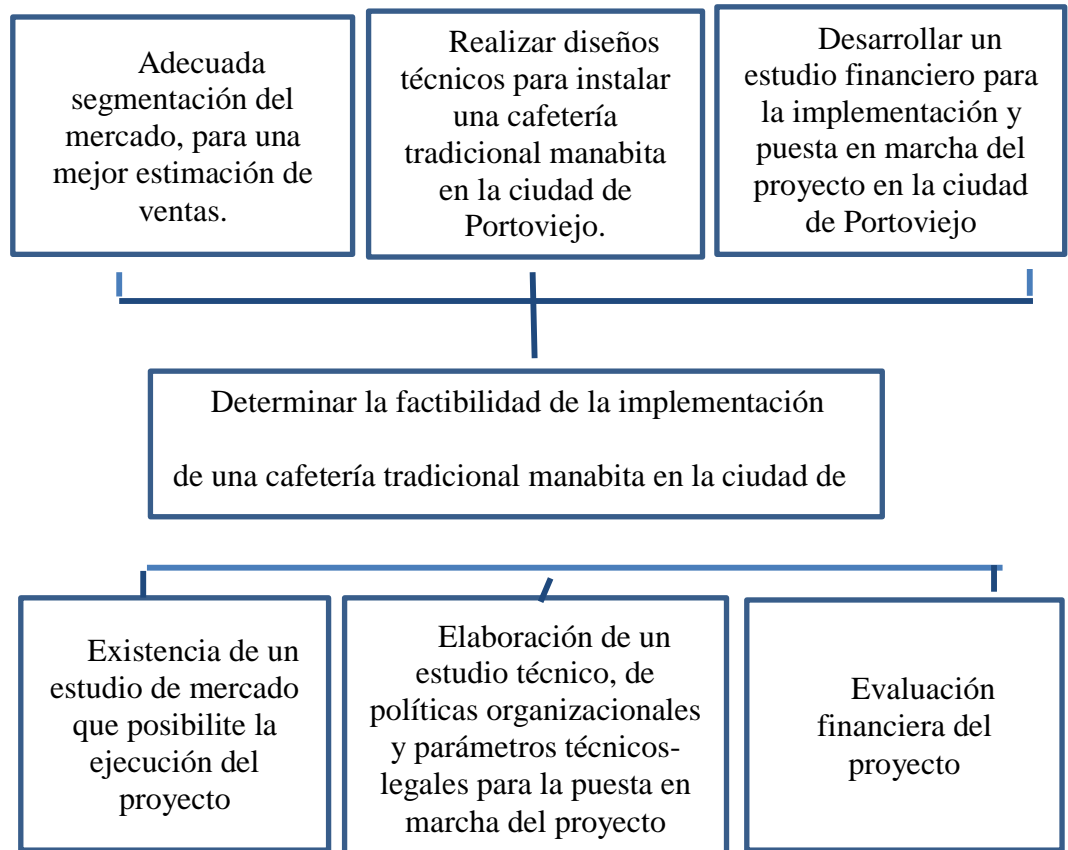 Adecuada
segmentación del
mercado, para una
mejor estimación de
ventas.
Realizar diseños
técnicos para instalar
una cafetería
tradicional manabita
en la ciudad de
Portoviejo.
Desarrollar un
estudio financiero para
la implementación y
puesta en marcha del
proyecto en la ciudad
de Portoviejo
Determinar la factibilidad de la implementación
de una cafetería tradicional manabita en la ciudad de
Existencia de un
estudio de mercado
que posibilite la
ejecución del
proyecto
Elaboración de un
estudio técnico, de
políticas organizacionales
y parámetros técnicos-
legales para la puesta en
marcha del proyecto
Evaluación
financiera del
proyecto